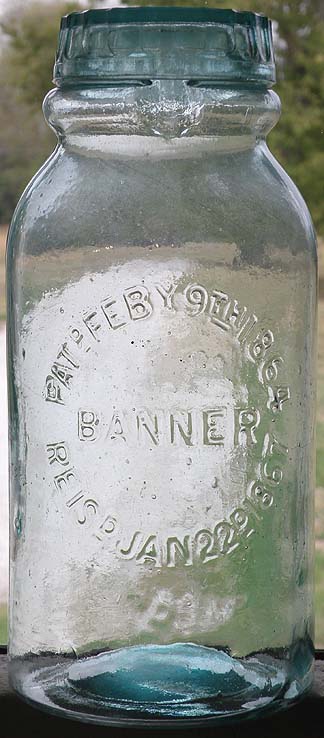 PATD FEBY 9TH 1864
BANNER
REISD JAN 22D 1867